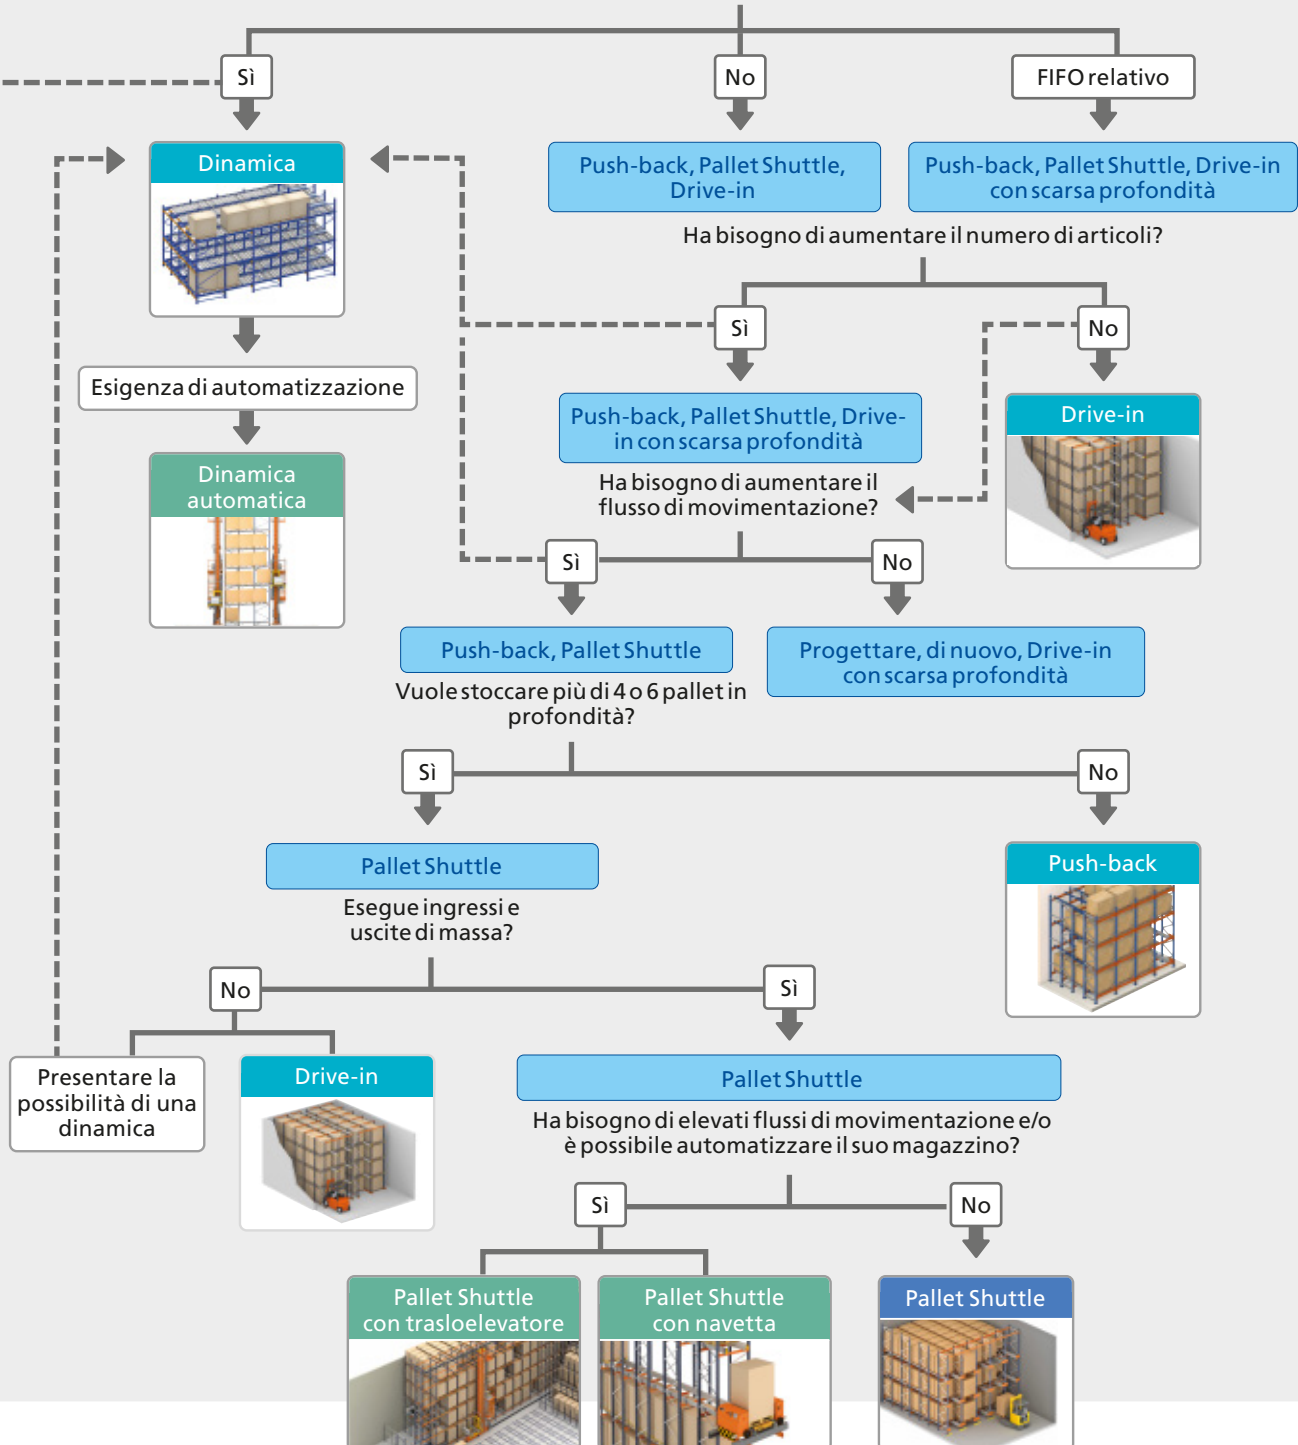 Sì
No
FIFO relativo
Dinamica
Push-back, Pallet Shuttle,
Drive-in
Push-back, Pallet Shuttle, Drive-in
con scarsa profondità
Ha bisogno di aumentare il numero di articoli?
Sì
No
Esigenza di automatizzazione
Push-back, Pallet Shuttle, Drive-
in con scarsa profondità
Drive-in
Ha bisogno di aumentare il
flusso di movimentazione?
Dinamica
automatica
Sì
No
Push-back, Pallet Shuttle
Progettare, di nuovo, Drive-in
con scarsa profondità
Vuole stoccare più di 4 o 6 pallet in
profondità?
Sì
No
Pallet Shuttle
Push-back
Esegue ingressi e
uscite di massa?
No
Sì
Presentare la
possibilità di una
dinamica
Drive-in
Pallet Shuttle
Ha bisogno di elevati flussi di movimentazione e/o
è possibile automatizzare il suo magazzino?
Sì
No
Pallet Shuttle
con trasloelevatore
Pallet Shuttle
con navetta
Pallet Shuttle